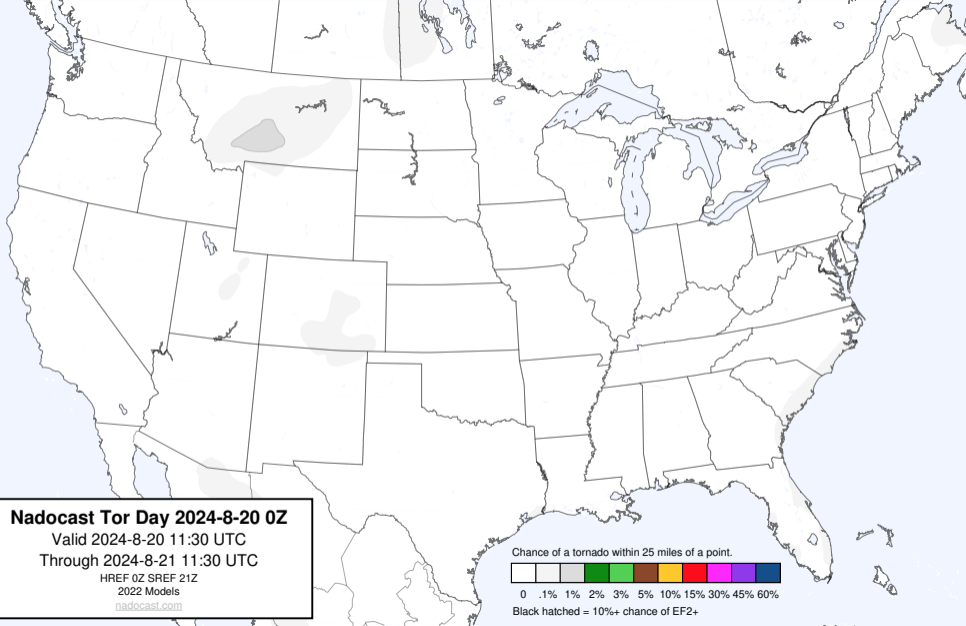 Nadocast Tor Day 2024-8-20 0Z
Valid 2024-8-20 11:30 UTC
Through 2024-8-21 11:30 UTC
HREF 0Z SREF 21Z
2022 Models
nadocast.com
Chance of a tornado within 25 miles of a point.
0 .1% 1% 2% 3% 5% 10% 15% 30% 45% 60%
Black hatched = 10%+ chance of EF2+